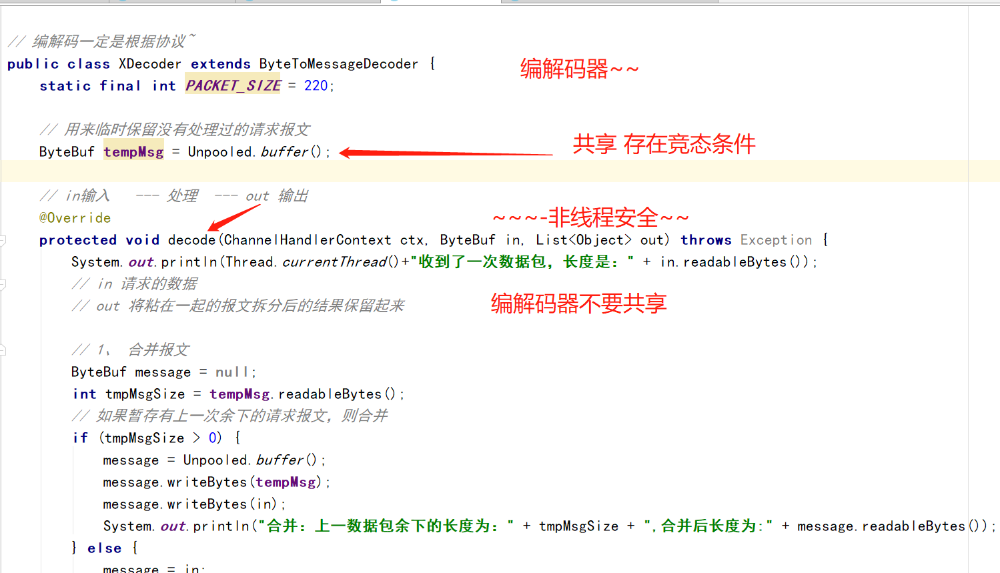 // 编解码一定是根据协议~
public class XDecoder extends ByteToMessageDecoder {
编解码器~~
static final int PACKET_SIZE = 220;
// 用来临时保留没有处理过的请求报文
共享 存在竞态条件
ByteBuf tempMsg = Unpooled.buffer();
// in输入   --- 处理  --- out 输出
~~~-非线程安全~~
@Override
protected void decode(ChannelHandlerContext ctx, ByteBuf in, List<Object> out) throws Exception {
System.out.println(Thread.currentThread()+"收到了一次数据包，长度是：" + in.readableBytes());
// in 请求的数据
编解码器不要共享
// out 将粘在一起的报文拆分后的结果保留起来
// 1、 合并报文
ByteBuf message = null;
int tmpMsgSize = tempMsg.readableBytes();
// 如果暂存有上一次余下的请求报文，则合并
if (tmpMsgSize > 0) {
message = Unpooled.buffer();
message.writeBytes(tempMsg);
message.writeBytes(in);
System.out.println("合并：上一数据包余下的长度为：" + tmpMsgSize + ",合并后长度为:" + message.readableBytes());
} else {
message = in;